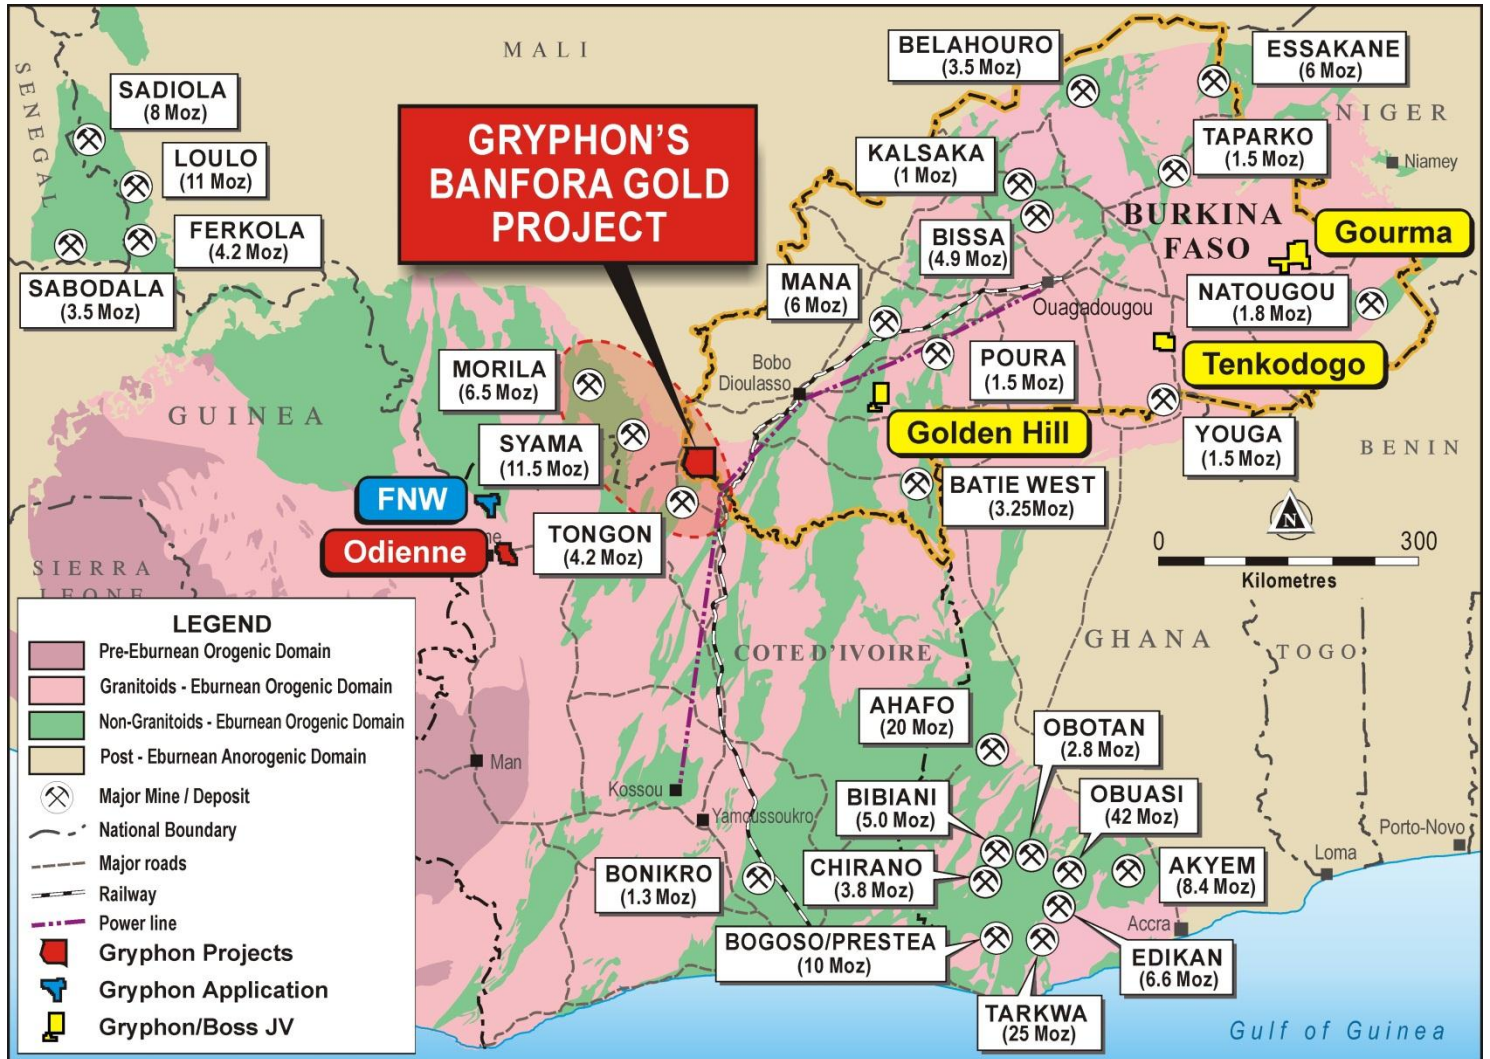 MALI
SENEGAL
SADIOLA
(8 Moz)
LOULO
(11 Moz)
FERKOLA
(4.2 Moz)
SABODALA
(3.5 Moz)
GRYPHON'S
BANFORA GOLD
PROJECT
BELAHOURO
(3.5 Moz)
ESSAKANE
(6 Moz)
NIGER
Niamey
KALSAKA
(1 Moz)
TAPARKO
(1.5 Moz)
BURKINA
FASO
Gourma
BISSA
(4.9 Moz)
MANA
(6 Moz)
Ouagadougou
NATOUGOU
(1.8 Moz)
MORILA
(6.5 Moz)
Bobo
Dioulasso
POURA
(1.5 Moz)
Tenkodogo
GUINEA
SYAMA
(11.5 Moz)
Golden Hill
YOUGA
(1.5 Moz)
BENIN
FNW
BATIE WEST
(3.25Moz)
N
Odienne
ne
TONGON
(4.2 Moz)
0
300
Kilometres
SIERRA
LEONE
LEGEND
Pre-Eburnean Orogenic Domain
Granitoids - Eburnean Orogenic Domain
Non-Granitoids - Eburnean Orogenic Domain
Post - Eburnean Anorogenic Domain
Major Mine / Deposit
National Boundary
Major roads
Railway
Power line
Gryphon Projects
Gryphon Application
Gryphon/Boss JV
COTE D'IVOIRE
GHANA
TOGO
Man
Kossou
Yamoussoukro
AHAFO
(20 Moz)
OBOTAN
(2.8 Moz)
BIBIANI
(5.0 Moz)
OBUASI
(42 Moz)
Porto-Novo
Loma
BONIKRO
(1.3 Moz)
CHIRANO
(3.8 Moz)
AKYEM
(8.4 Moz)
Accra
BOGOSO/PRESTEA
(10 Moz)
EDIKAN
(6.6 Moz)
TARKWA
(25 Moz)
Gulf of Guinea